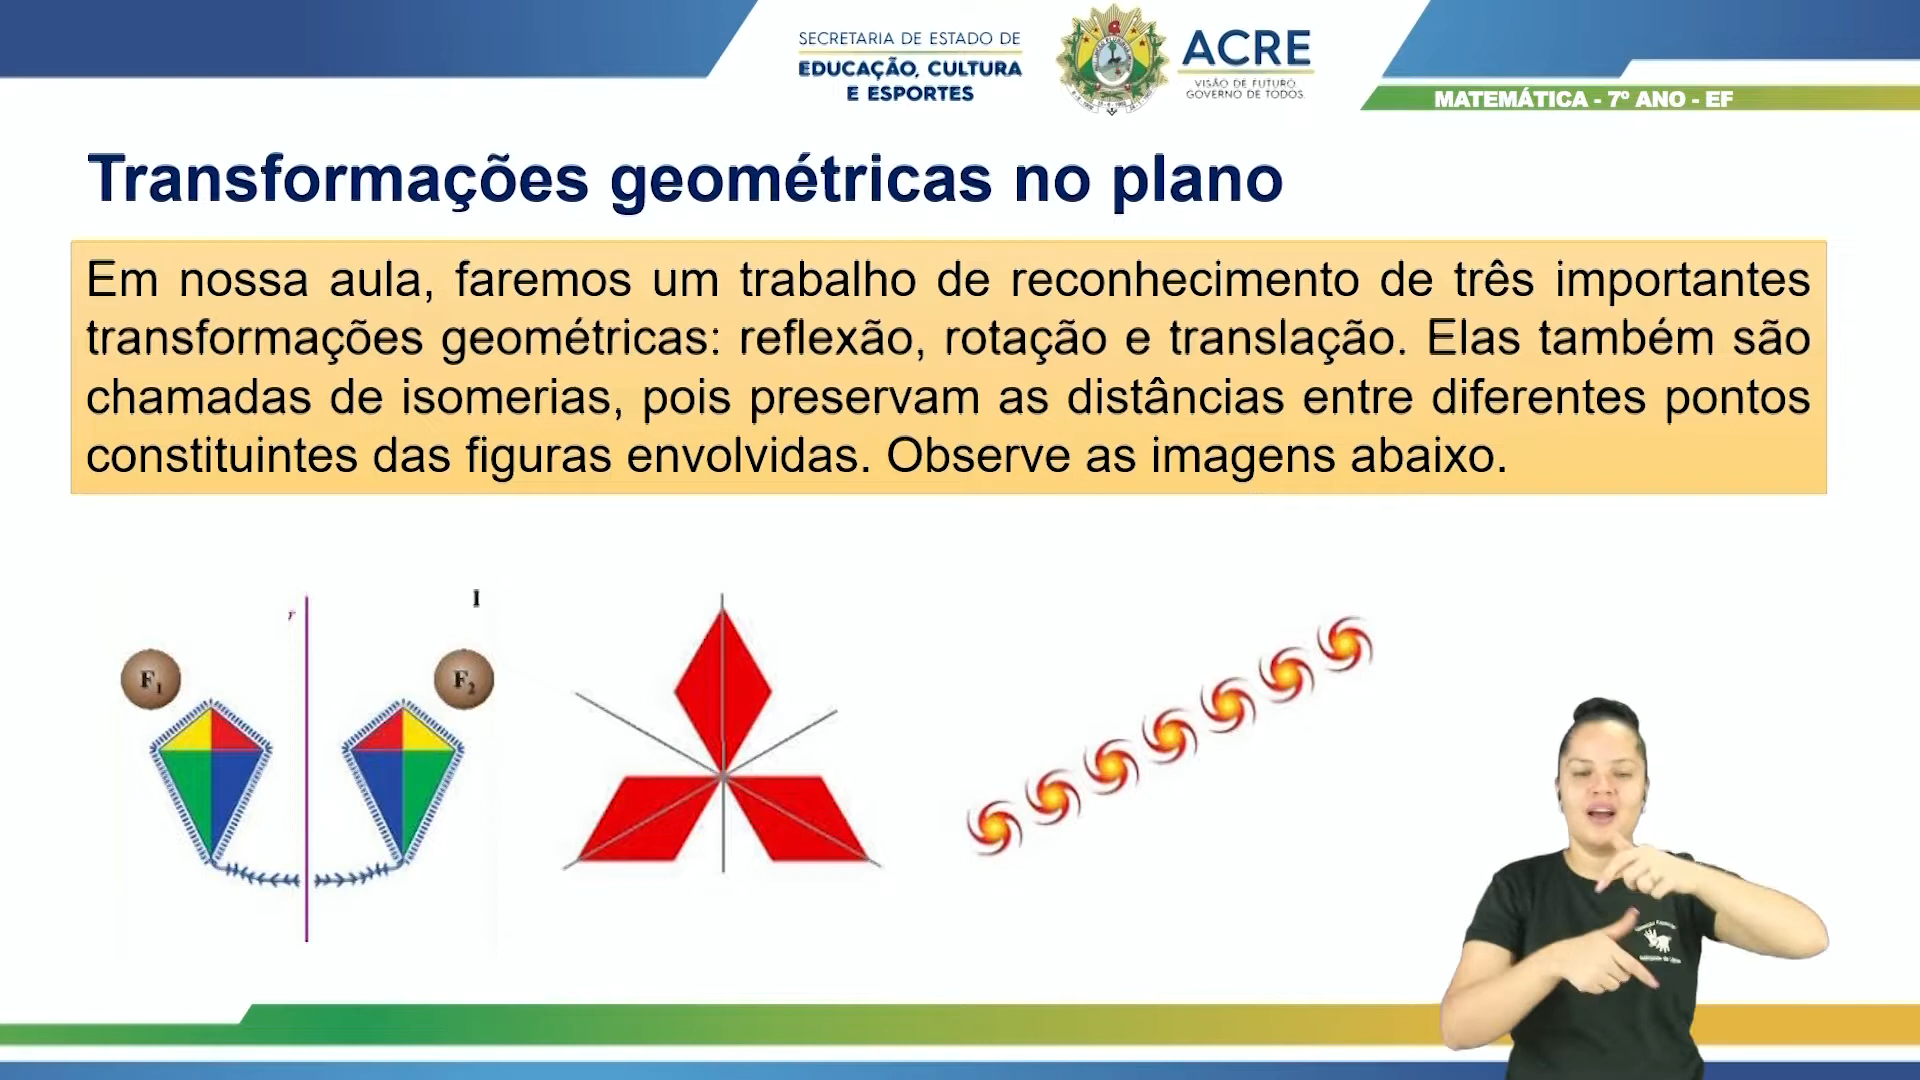 SECRETARIA DE ESTADO DE
EDUCAÇÃO, CULTURA
E ESPORTES
ACRE
VISÃO DE FUTURO.
GOVERNO DE TODOS.
MATEMÁTICA - 7º ANO - EF
Transformações geométricas no plano
Em nossa aula, faremos um trabalho de reconhecimento de três importantes
transformações geométricas: reflexão, rotação e translação. Elas também são
chamadas de isomerias, pois preservam as distâncias entre diferentes pontos
constituintes das figuras envolvidas. Observe as imagens abaixo.
r
I
F1
F2